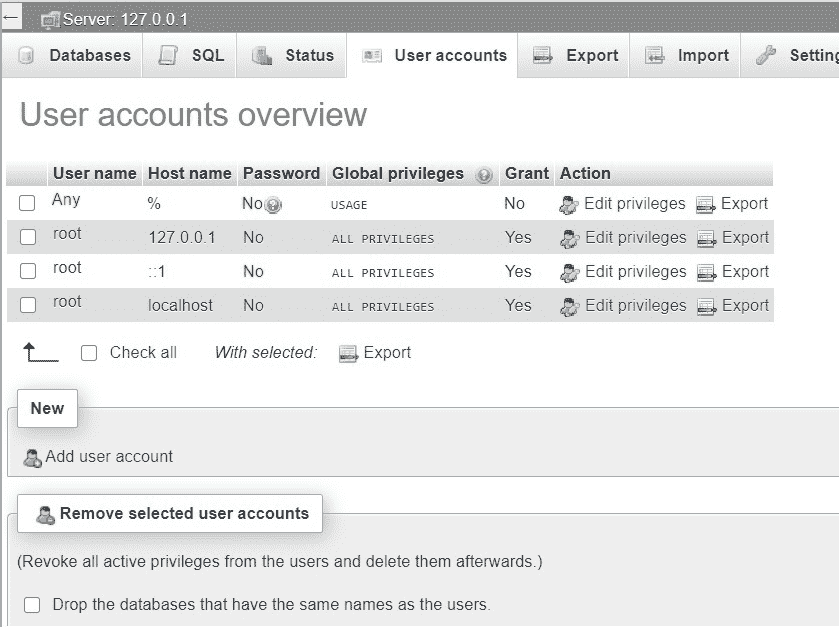 Server: 127.0.0.1
Databases SQL Status User accounts Export Import Setting
User accounts overview
User name Host name Password Global privileges Grant Action
Any % No USAGE No Edit privileges Export
root 127.0.0.1 No ALL PRIVILEGES Yes Edit privileges Export
root ::1 No ALL PRIVILEGES Yes Edit privileges Export
root localhost No ALL PRIVILEGES Yes Edit privileges Export
Check all With selected: Export
New
Add user account
Remove selected user accounts
(Revoke all active privileges from the users and delete them afterwards.)
Drop the databases that have the same names as the users.